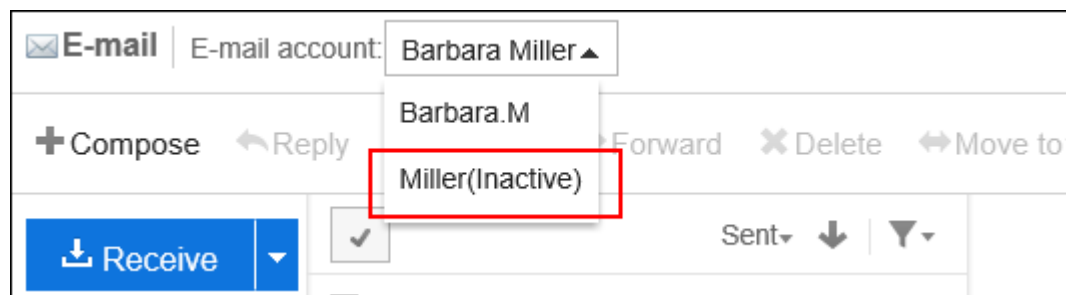 E-mail E-mail account: Barbara Miller
Barbara.M
Compose Reply Forward Delete Move to
Miller(Inactive)
Receive Sent